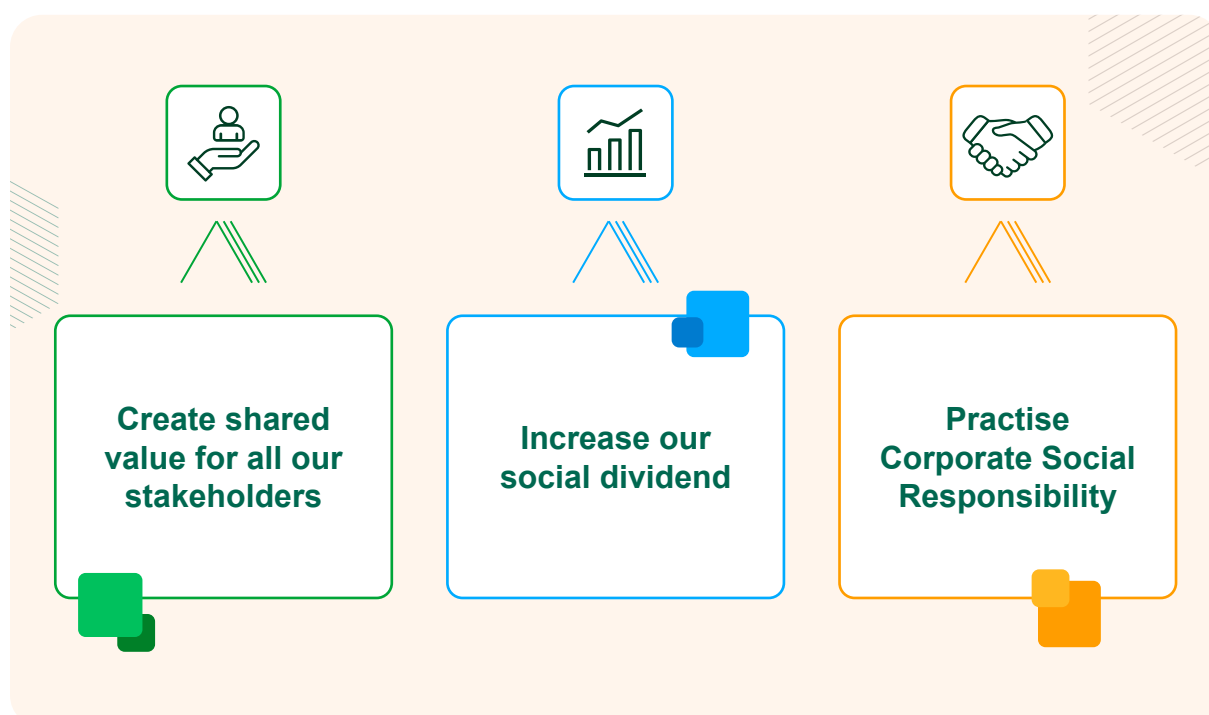 Create shared
value for all our
stakeholders
Increase our
social dividend
Practise
Corporate Social
Responsibility